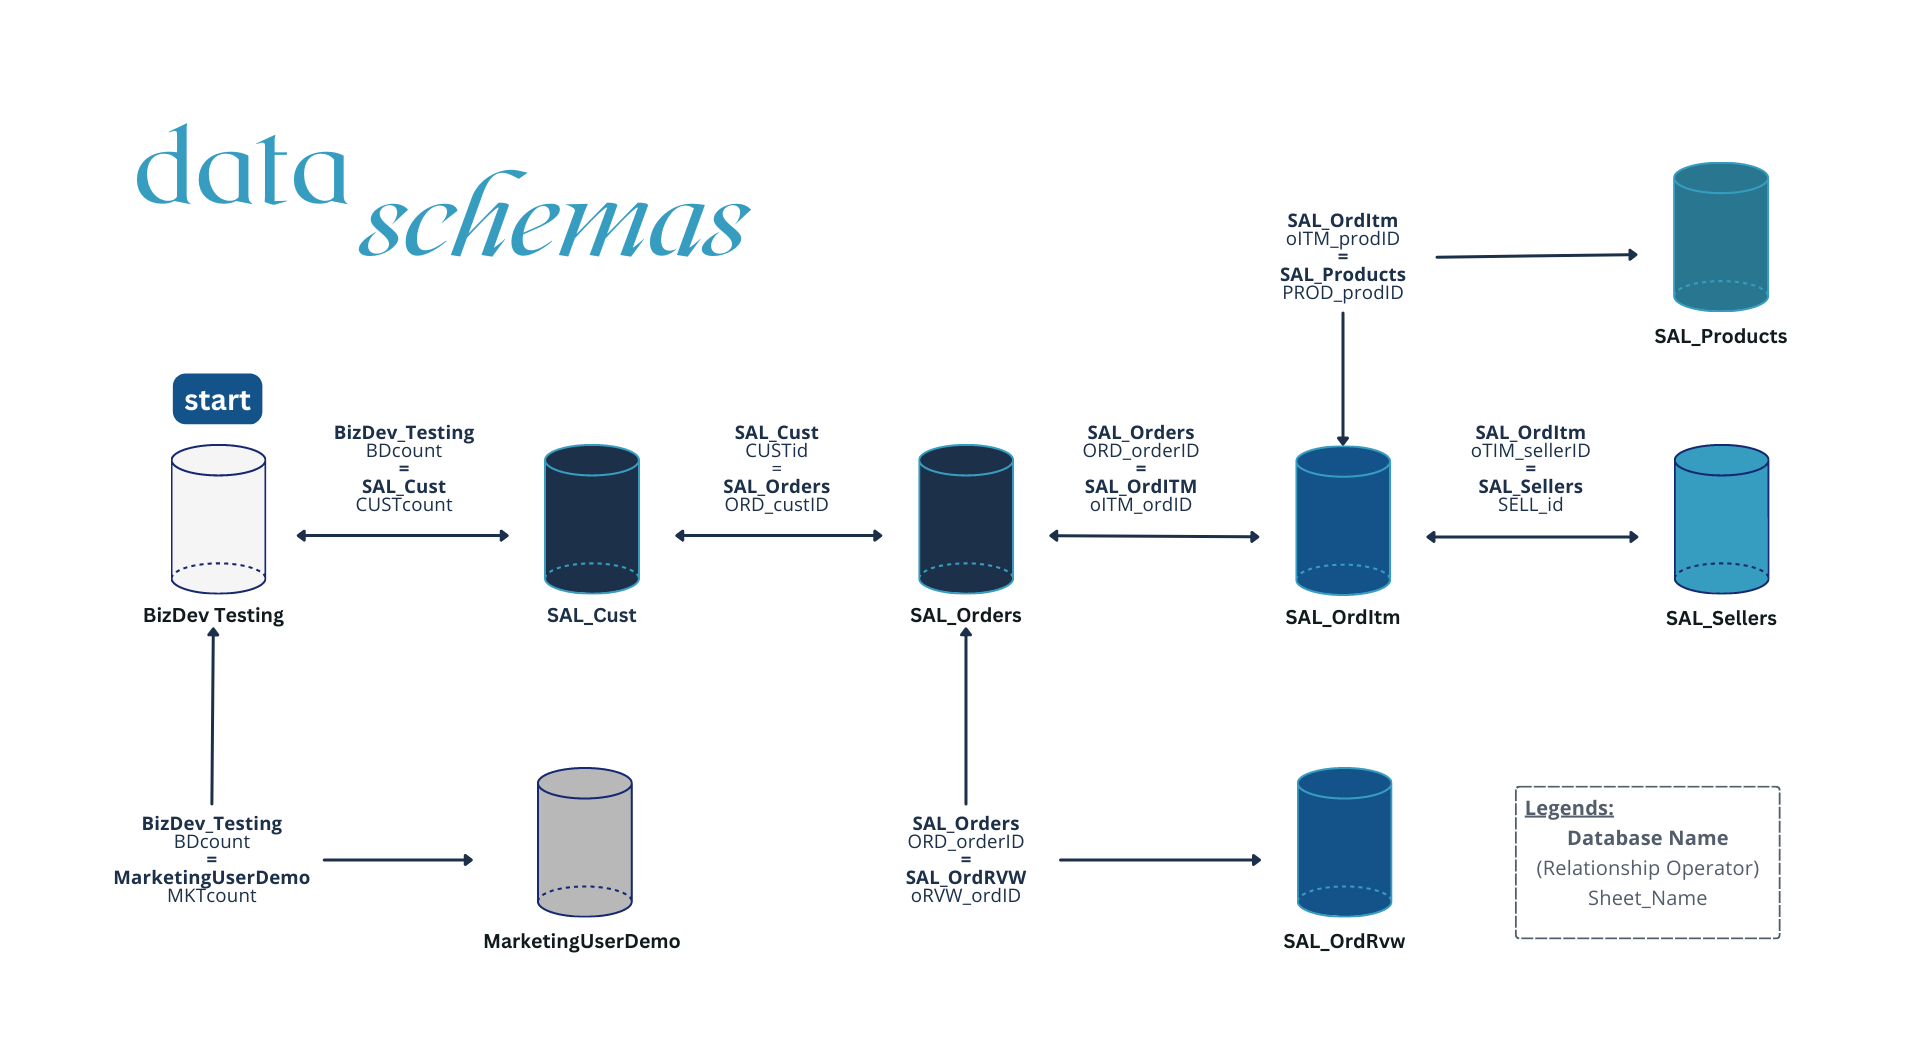 data
schemas
SAL_OrdItm
oITM_prodID
=
SAL_Products
PROD_prodID
SAL_Products
start
BizDev_Testing
BDcount
=
SAL_Cust
CUSTcount
SAL_Cust
CUSTid
=
SAL_Orders
ORD_custID
SAL_Orders
ORD_orderID
=
SAL_OrdITM
oITM_ordID
SAL_OrdItm
oTIM_sellerID
=
SAL_Sellers
SELL_id
BizDev Testing
SAL_Cust
SAL_Orders
SAL_OrdItm
SAL_Sellers
BizDev_Testing
BDcount
=
MarketingUserDemo
MKTcount
MarketingUserDemo
SAL_Orders
ORD_orderID
=
SAL_OrdRVW
oRVW_ordID
SAL_OrdRvw
Legends:
Database Name
(Relationship Operator)
Sheet_Name